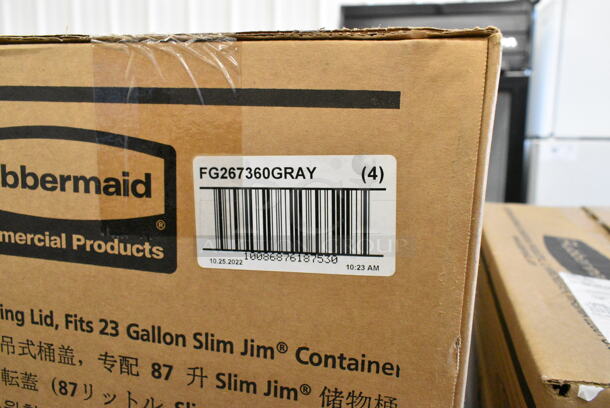 bbermaid
®
mercial Products
FG267360GRAY (4)
10086876187530
10.25.2022 10:23 AM
ing Lid, Fits 23 Gallon Slim Jim® Container
吊式桶盖，专配 87 升 Slim Jim® 储物桶
転蓋 (87リットル Sli